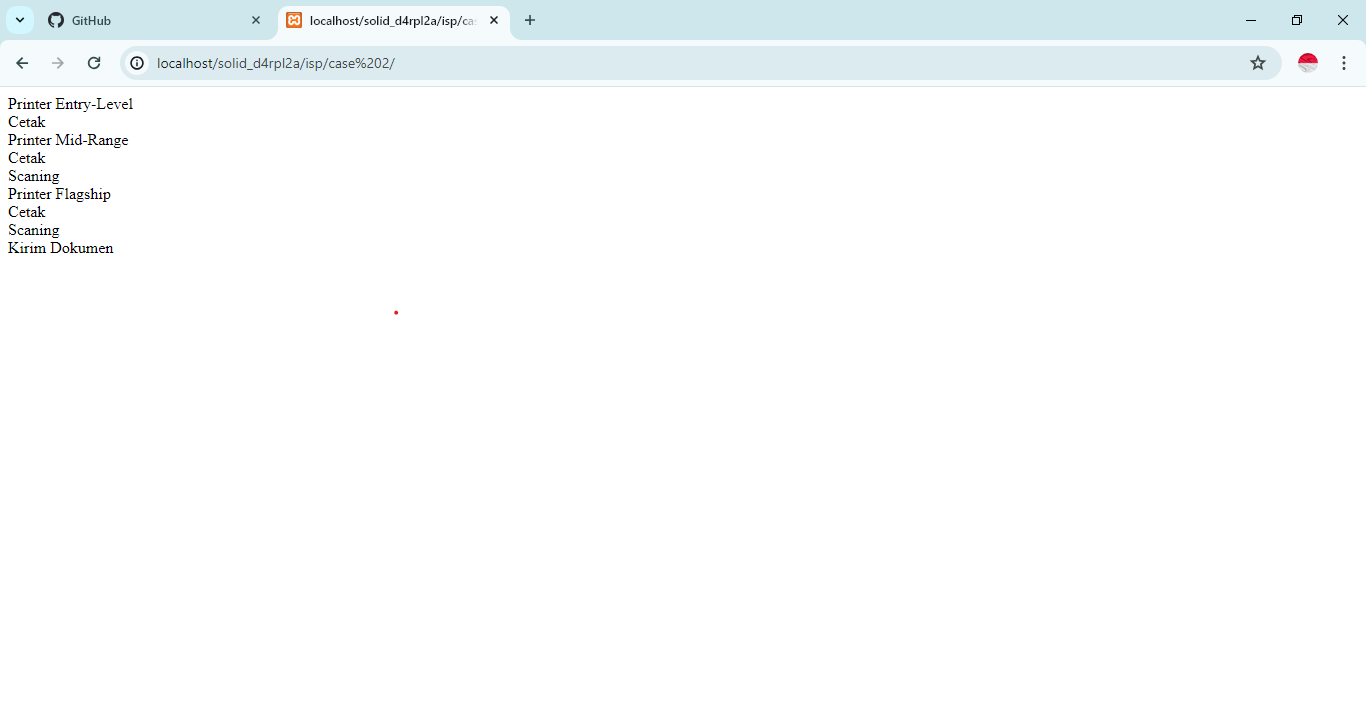 GitHub
localhost/solid_d4rpl2a/isp/cas
localhost/solid_d4rpl2a/isp/case%202/
Printer Entry-Level
Cetak
Printer Mid-Range
Cetak
Scaning
Printer Flagship
Cetak
Scaning
Kirim Dokumen